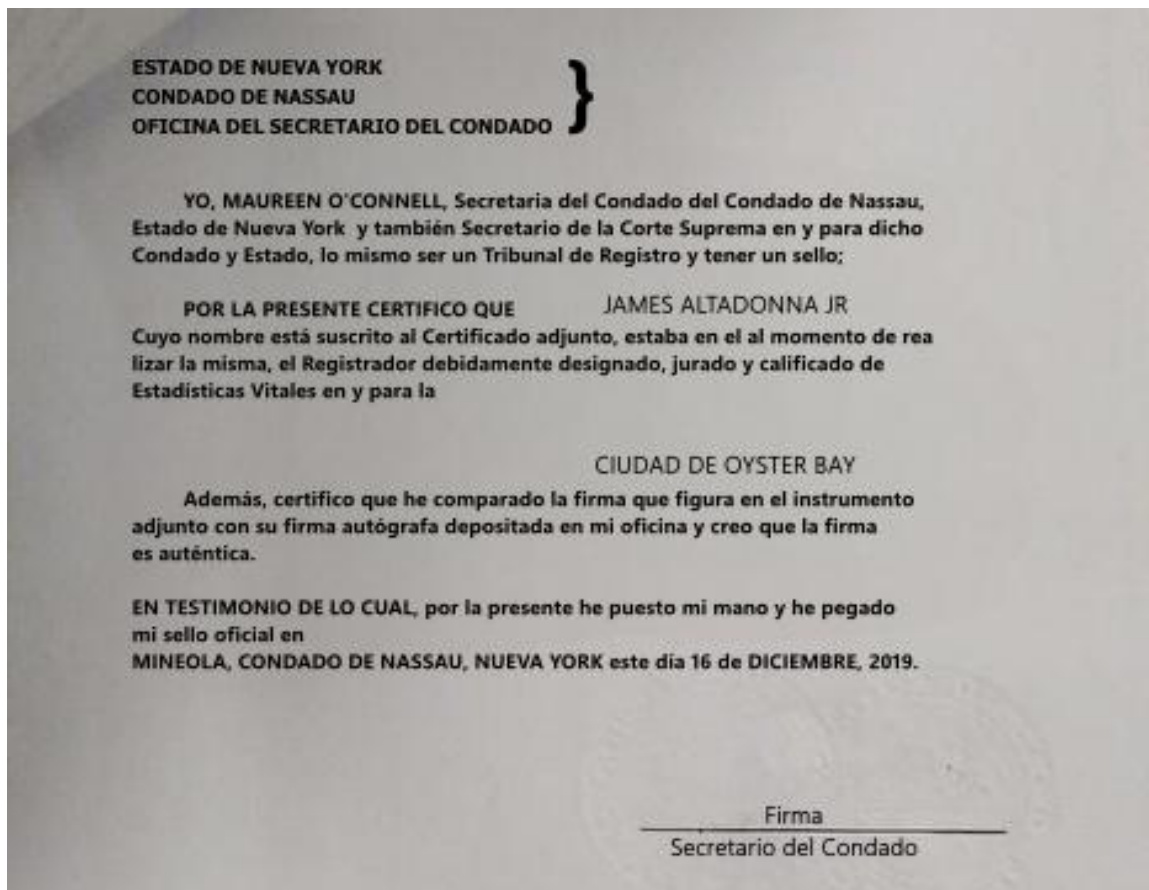 ESTADO DE NUEVA YORK
CONDADO DE NASSAU
OFICINA DEL SECRETARIO DEL CONDADO }
YO, MAUREEN O'CONNELL, Secretaria del Condado del Condado de Nassau,
Estado de Nueva York y también Secretario de la Corte Suprema en y para dicho
Condado y Estado, lo mismo ser un Tribunal de Registro y tener un sello;
POR LA PRESENTE CERTIFICO QUE JAMES ALTADONNA JR
Cuyo nombre está suscrito al Certificado adjunto, estaba en el al momento de rea
lizar la misma, el Registrador debidamente designado, jurado y calificado de
Estadísticas Vitales en y para la
CIUDAD DE OYSTER BAY
Además, certifico que he comparado la firma que figura en el instrumento
adjunto con su firma autógrafa depositada en mi oficina y creo que la firma
es auténtica.
EN TESTIMONIO DE LO CUAL, por la presente he puesto mi mano y he pegado
mi sello oficial en
MINEOLA, CONDADO DE NASSAU, NUEVA YORK este día 16 de DICIEMBRE, 2019.
Firma
Secretario del Condado